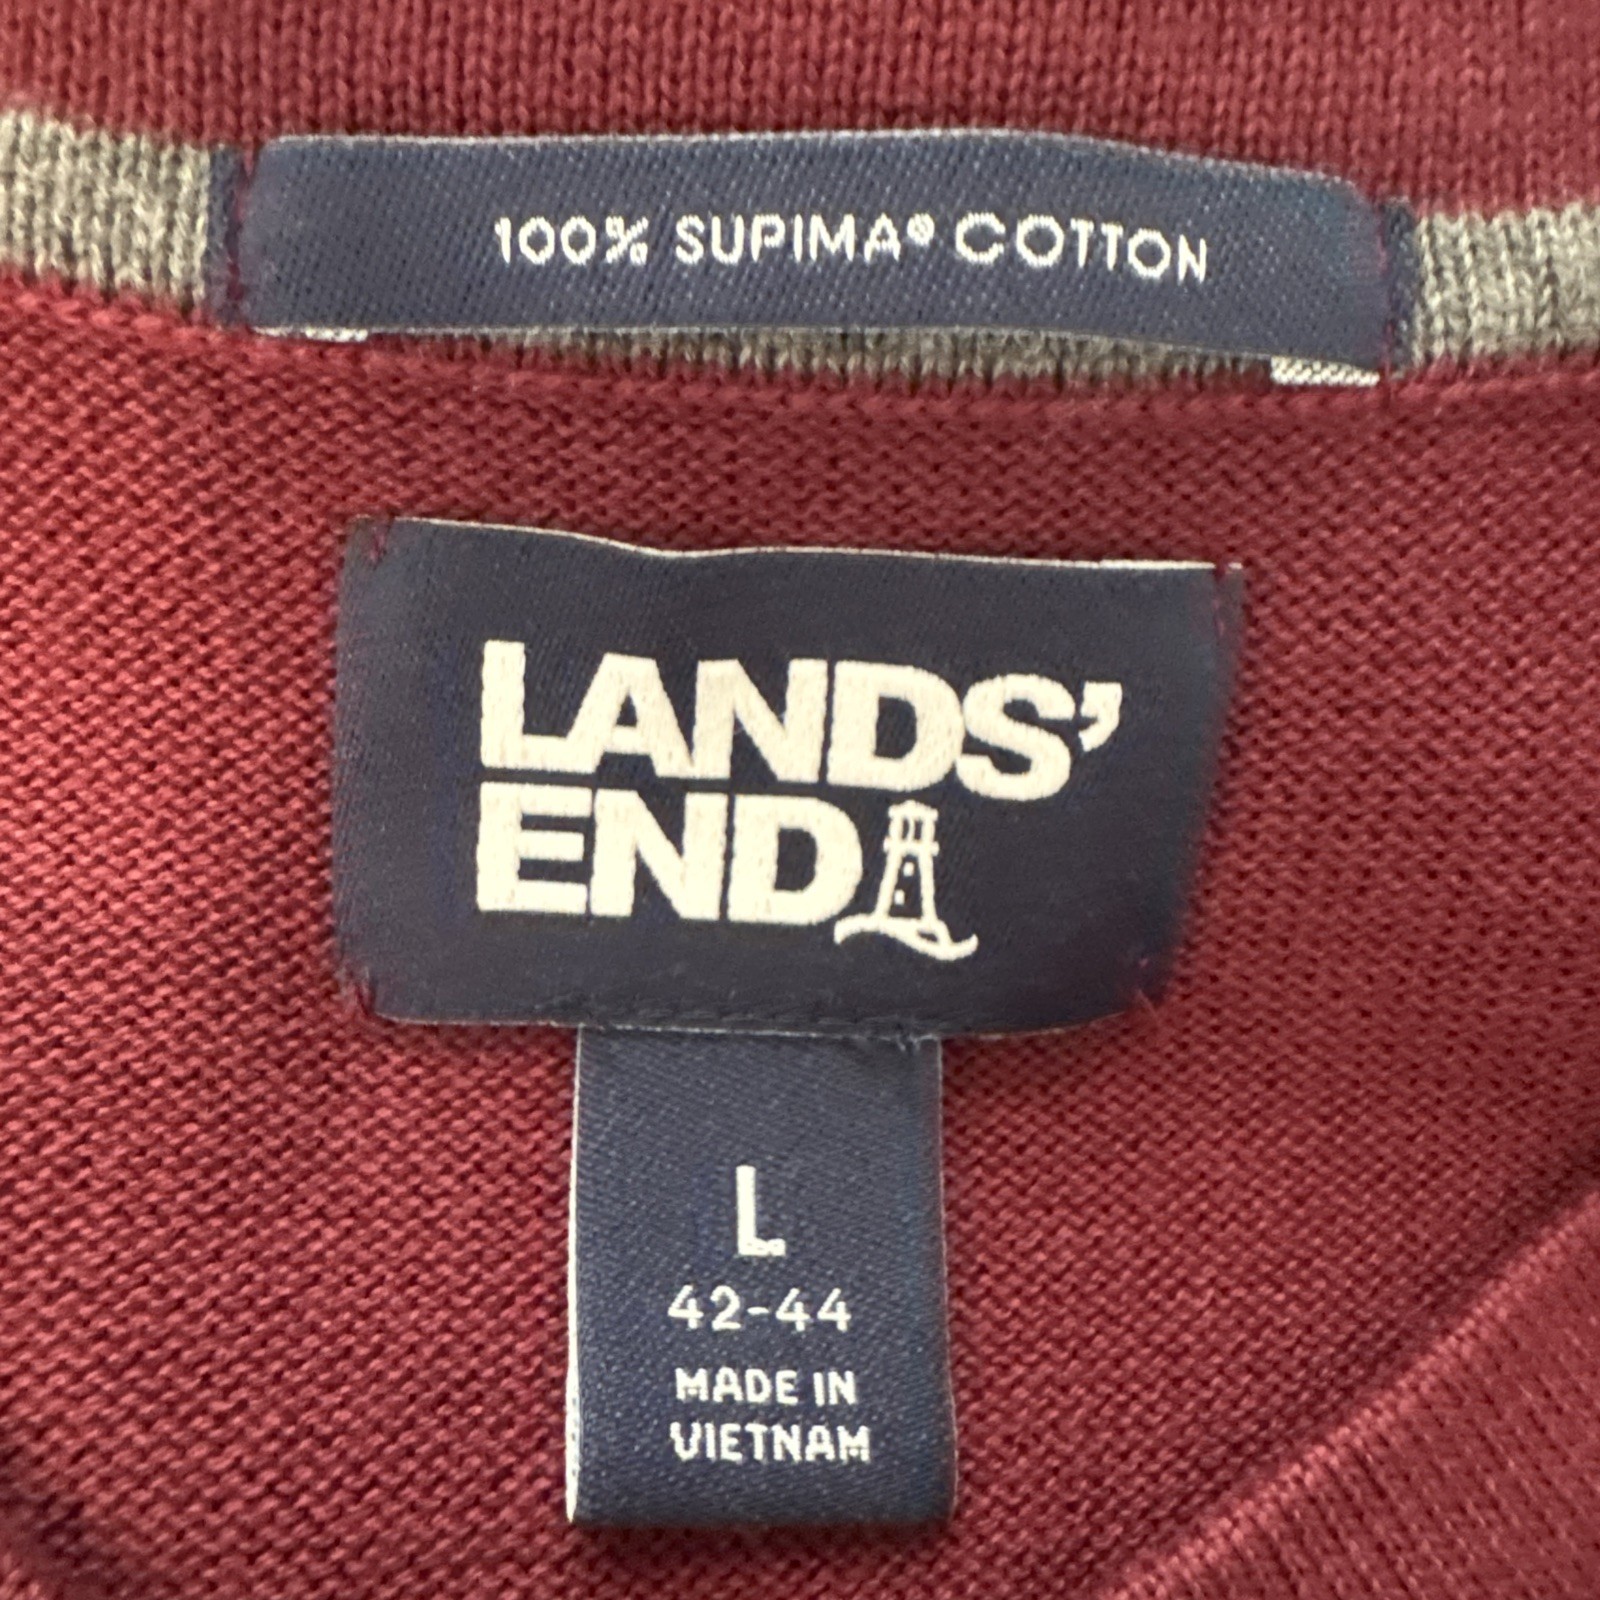 100% SUPIMA® COTTON
LANDS’
END
L
42-44
MADE IN
VIETNAM